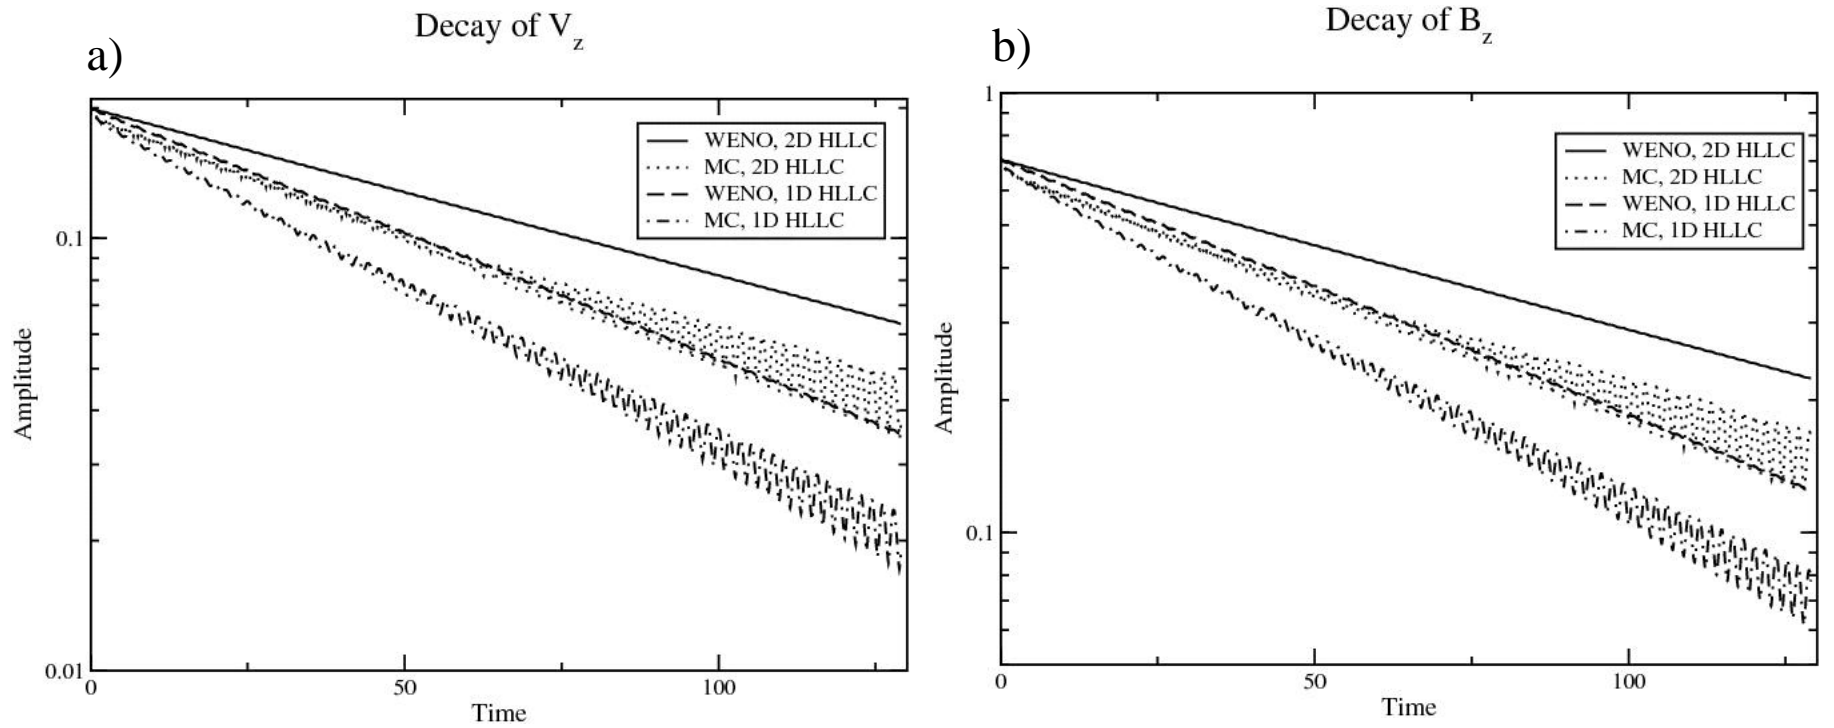 a)
Decay of V_z
WENO, 2D HLLC
MC, 2D HLLC
WENO, 1D HLLC
MC, 1D HLLC
0.1
0.01
Amplitude
0
50
100
Time
b)
Decay of B_z
WENO, 2D HLLC
MC, 2D HLLC
WENO, 1D HLLC
MC, 1D HLLC
1
0.1
Amplitude
0
50
100
Time